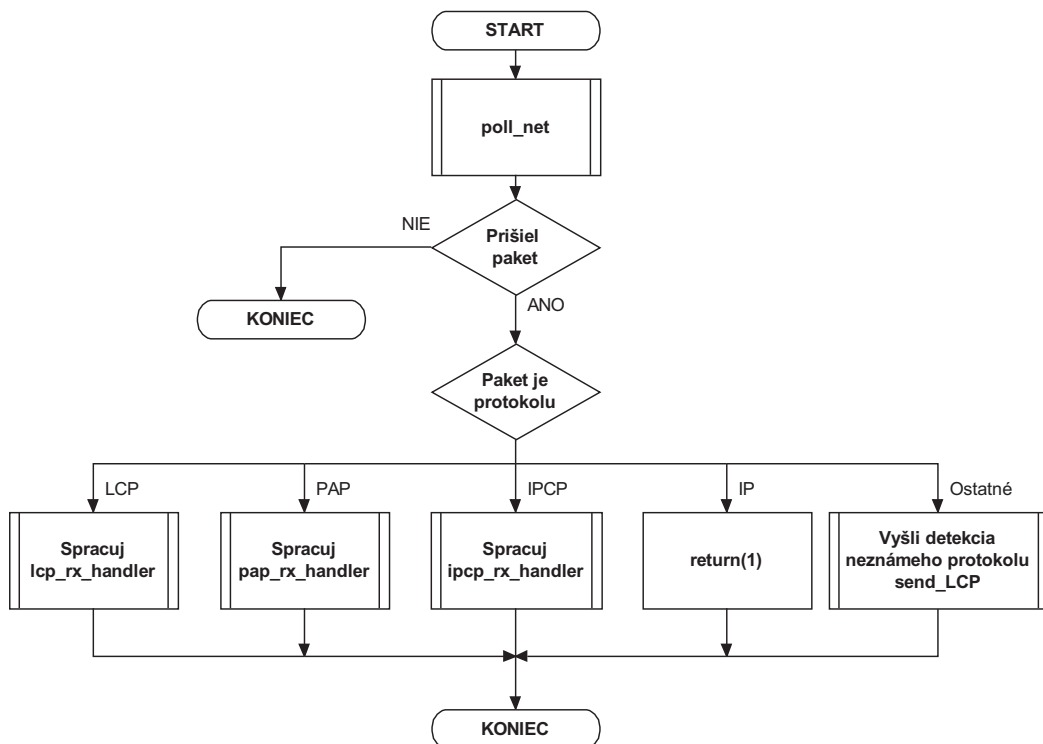 START
poll_net
NIE
Prišiel
paket
KONIEC
ANO
Paket je
protokolu
LCP
PAP
IPCP
IP
Ostatné
Spracuj
lcp_rx_handler
Spracuj
pap_rx_handler
Spracuj
ipcp_rx_handler
return(1)
Vyšli detekcia
neznámeho protokolu
send_LCP
KONIEC